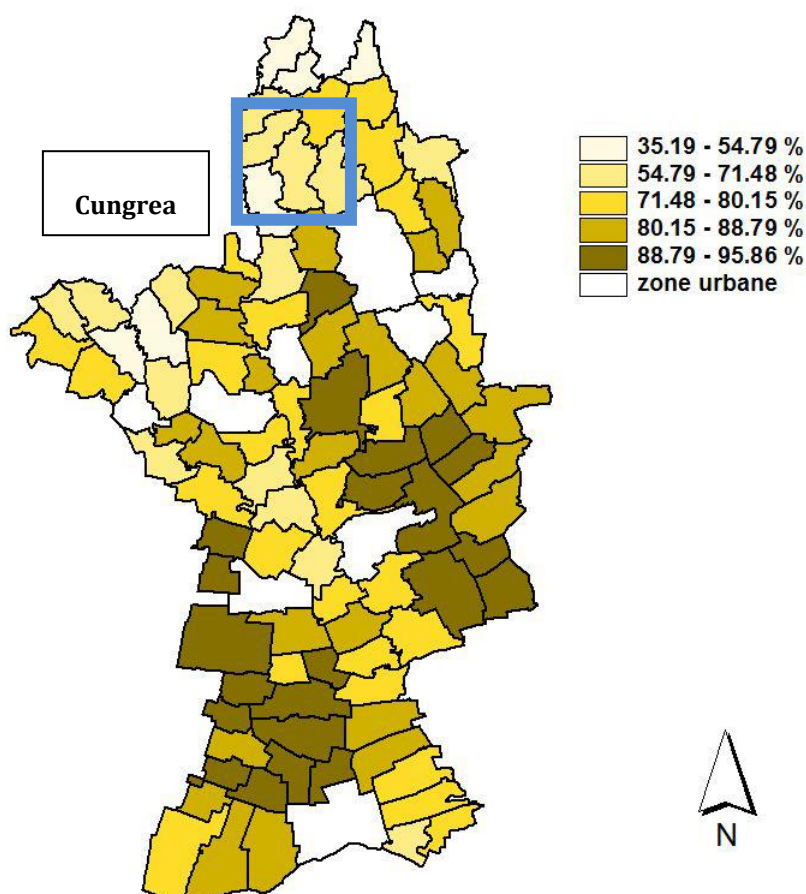 Cungrea
35.19 - 54.79 %
54.79 - 71.48 %
71.48 - 80.15 %
80.15 - 88.79 %
88.79 - 95.86 %
zone urbane
N